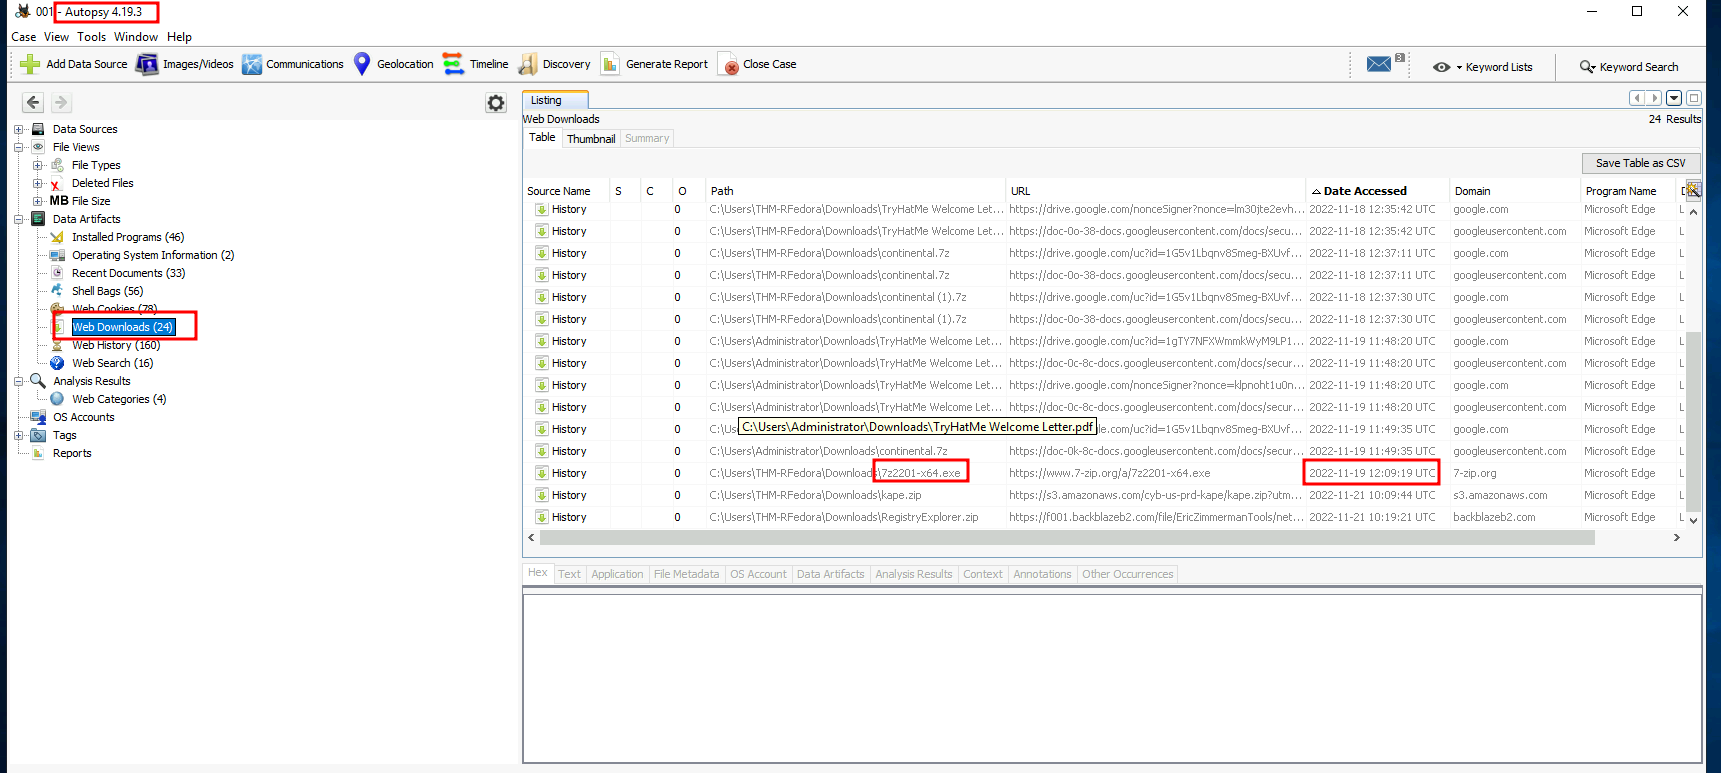 001 - Autopsy 4.19.3
Case View Tools Window Help
Add Data Source Images/Videos Communications Geolocation Timeline Discovery Generate Report Close Case 3 Keyword Lists Keyword Search
Data Sources
File Views
File Types
Deleted Files
MB File Size
Data Artifacts
Installed Programs (46)
Operating System Information (2)
Recent Documents (33)
Shell Bags (56)
Web Cookies (78)
Web Downloads (24)
Web History (160)
Web Search (16)
Analysis Results
Web Categories (4)
OS Accounts
Tags
Reports
Listing
Web Downloads 24 Results
Table Thumbnail Summary
Save Table as CSV
Source Name S C O Path URL Date Accessed Domain Program Name
History 0 C:\Users\THM-RFedora\Downloads\TryHatMe Welcome Let... https://drive.google.com/nonceSigner?nonce=lm30jte2evh... 2022-11-18 12:35:42 UTC google.com Microsoft Edge L
History 0 C:\Users\THM-RFedora\Downloads\TryHatMe Welcome Let... https://doc-0o-38-docs.googleusercontent.com/docs/secu... 2022-11-18 12:35:42 UTC googleusercontent.com Microsoft Edge L
History 0 C:\Users\THM-RFedora\Downloads\continental.7z https://drive.google.com/uc?id=1G5v1Lbqnv8Smeg-BXUvf... 2022-11-18 12:37:11 UTC google.com Microsoft Edge L
History 0 C:\Users\THM-RFedora\Downloads\continental.7z https://doc-0o-38-docs.googleusercontent.com/docs/secu... 2022-11-18 12:37:11 UTC googleusercontent.com Microsoft Edge L
History 0 C:\Users\THM-RFedora\Downloads\continental (1).7z https://drive.google.com/uc?id=1G5v1Lbqnv8Smeg-BXUvf... 2022-11-18 12:37:30 UTC google.com Microsoft Edge L
History 0 C:\Users\THM-RFedora\Downloads\continental (1).7z https://doc-0o-38-docs.googleusercontent.com/docs/secu... 2022-11-18 12:37:30 UTC googleusercontent.com Microsoft Edge L
History 0 C:\Users\Administrator\Downloads\TryHatMe Welcome Let... https://drive.google.com/uc?id=1gTY7NFXWmmkWyM9LP1... 2022-11-19 11:48:20 UTC google.com Microsoft Edge L
History 0 C:\Users\Administrator\Downloads\TryHatMe Welcome Let... https://doc-0c-8c-docs.googleusercontent.com/docs/secur... 2022-11-19 11:48:20 UTC googleusercontent.com Microsoft Edge L
History 0 C:\Users\Administrator\Downloads\TryHatMe Welcome Let... https://drive.google.com/nonceSigner?nonce=klpnoht1u0n... 2022-11-19 11:48:20 UTC google.com Microsoft Edge L
History 0 C:\Users\Administrator\Downloads\TryHatMe Welcome Let... https://doc-0c-8c-docs.googleusercontent.com/docs/secur... 2022-11-19 11:48:20 UTC googleusercontent.com Microsoft Edge L
C:\Users\Administrator\Downloads\TryHatMe Welcome Letter.pdf
History 0 gle.com/uc?id=1G5v1Lbqnv8Smeg-BXUvf... 2022-11-19 11:49:35 UTC google.com Microsoft Edge L
History 0 C:\Users\Administrator\Downloads\continental.7z https://doc-0k-8c-docs.googleusercontent.com/docs/secur... 2022-11-19 11:49:35 UTC googleusercontent.com Microsoft Edge L
History 0 C:\Users\THM-RFedora\Downloads\7z2201-x64.exe https://www.7-zip.org/a/7z2201-x64.exe 2022-11-19 12:09:19 UTC 7-zip.org Microsoft Edge L
History 0 C:\Users\THM-RFedora\Downloads\kape.zip https://s3.amazonaws.com/cyb-us-prd-kape/kape.zip?utm... 2022-11-21 10:09:44 UTC s3.amazonaws.com Microsoft Edge L
History 0 C:\Users\THM-RFedora\Downloads\RegistryExplorer.zip https://f001.backblazeb2.com/file/EricZimmermanTools/net... 2022-11-21 10:19:21 UTC backblazeb2.com Microsoft Edge L
Hex Text Application File Metadata OS Account Data Artifacts Analysis Results Context Annotations Other Occurrences